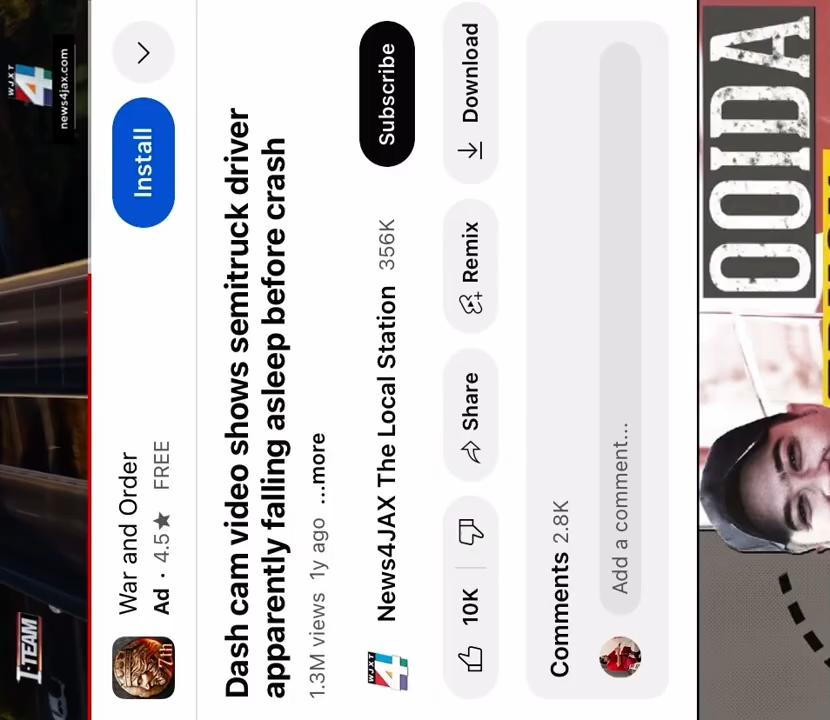 WJXT
4
news4jax.com
I-TEAM
War and Order
Ad · 4.5★ FREE
Install
Dash cam video shows semitruck driver
apparently falling asleep before crash
1.3M views 1y ago ...more
WJXT
4
News4JAX The Local Station 356K
Subscribe
10K
Share
Remix
Download
Comments 2.8K
Add a comment...
OOIDA